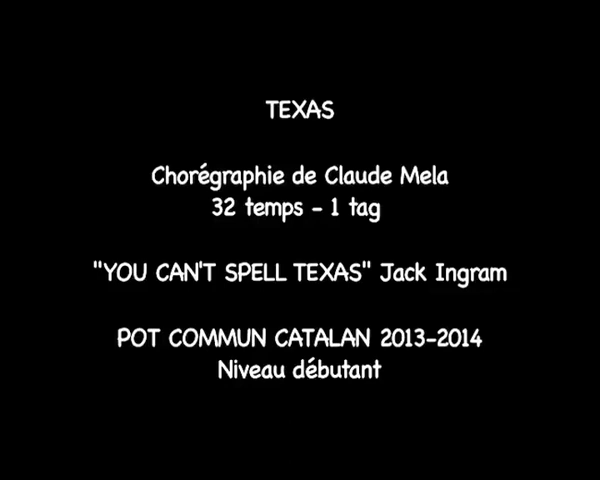 TEXAS
Chorégraphie de Claude Mela
32 temps - 1 tag
"YOU CAN'T SPELL TEXAS" Jack Ingram
POT COMMUN CATALAN 2013-2014
Niveau débutant